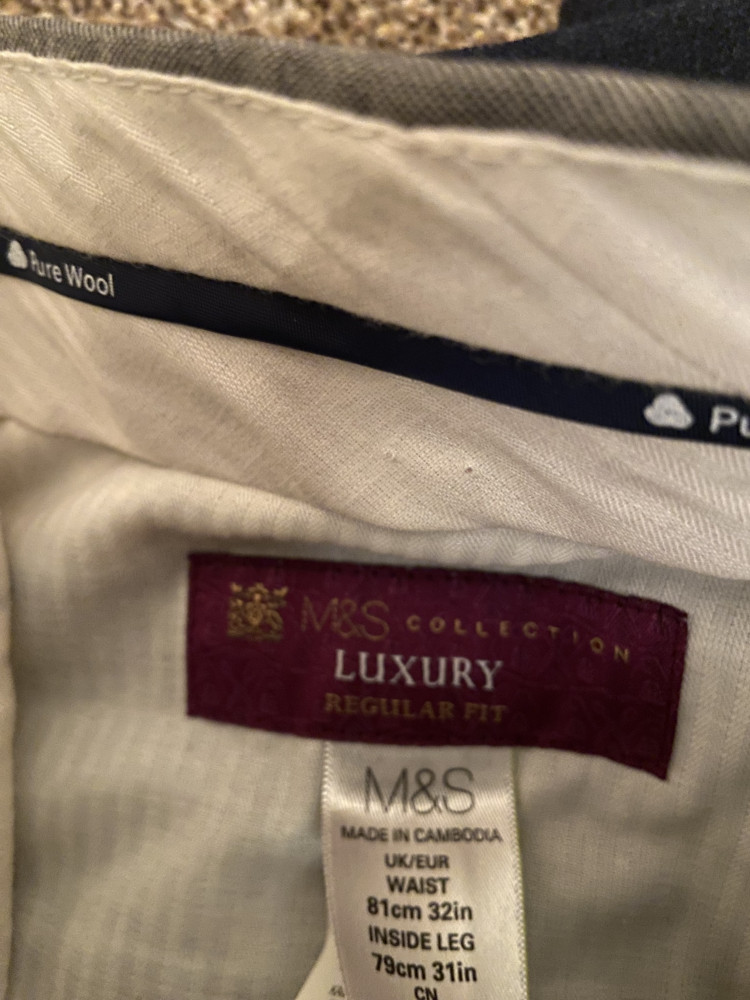 Pure Wool
M&S COLLECTION
LUXURY
REGULAR FIT
M&S
MADE IN CAMBODIA
UK/EUR
WAIST
81cm 32in
INSIDE LEG
79cm 31in
CN